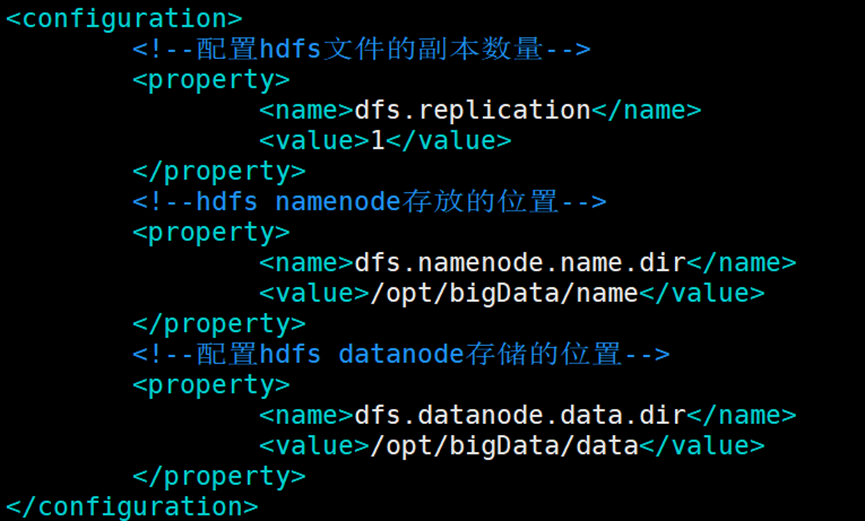 <configuration>
<!--配置hdfs文件的副本数量-->
<property>
<name>dfs.replication</name>
<value>1</value>
</property>
<!--hdfs namenode存放的位置-->
<property>
<name>dfs.namenode.name.dir</name>
<value>/opt/bigData/name</value>
</property>
<!--配置hdfs datanode存储的位置-->
<property>
<name>dfs.datanode.data.dir</name>
<value>/opt/bigData/data</value>
</property>
</configuration>